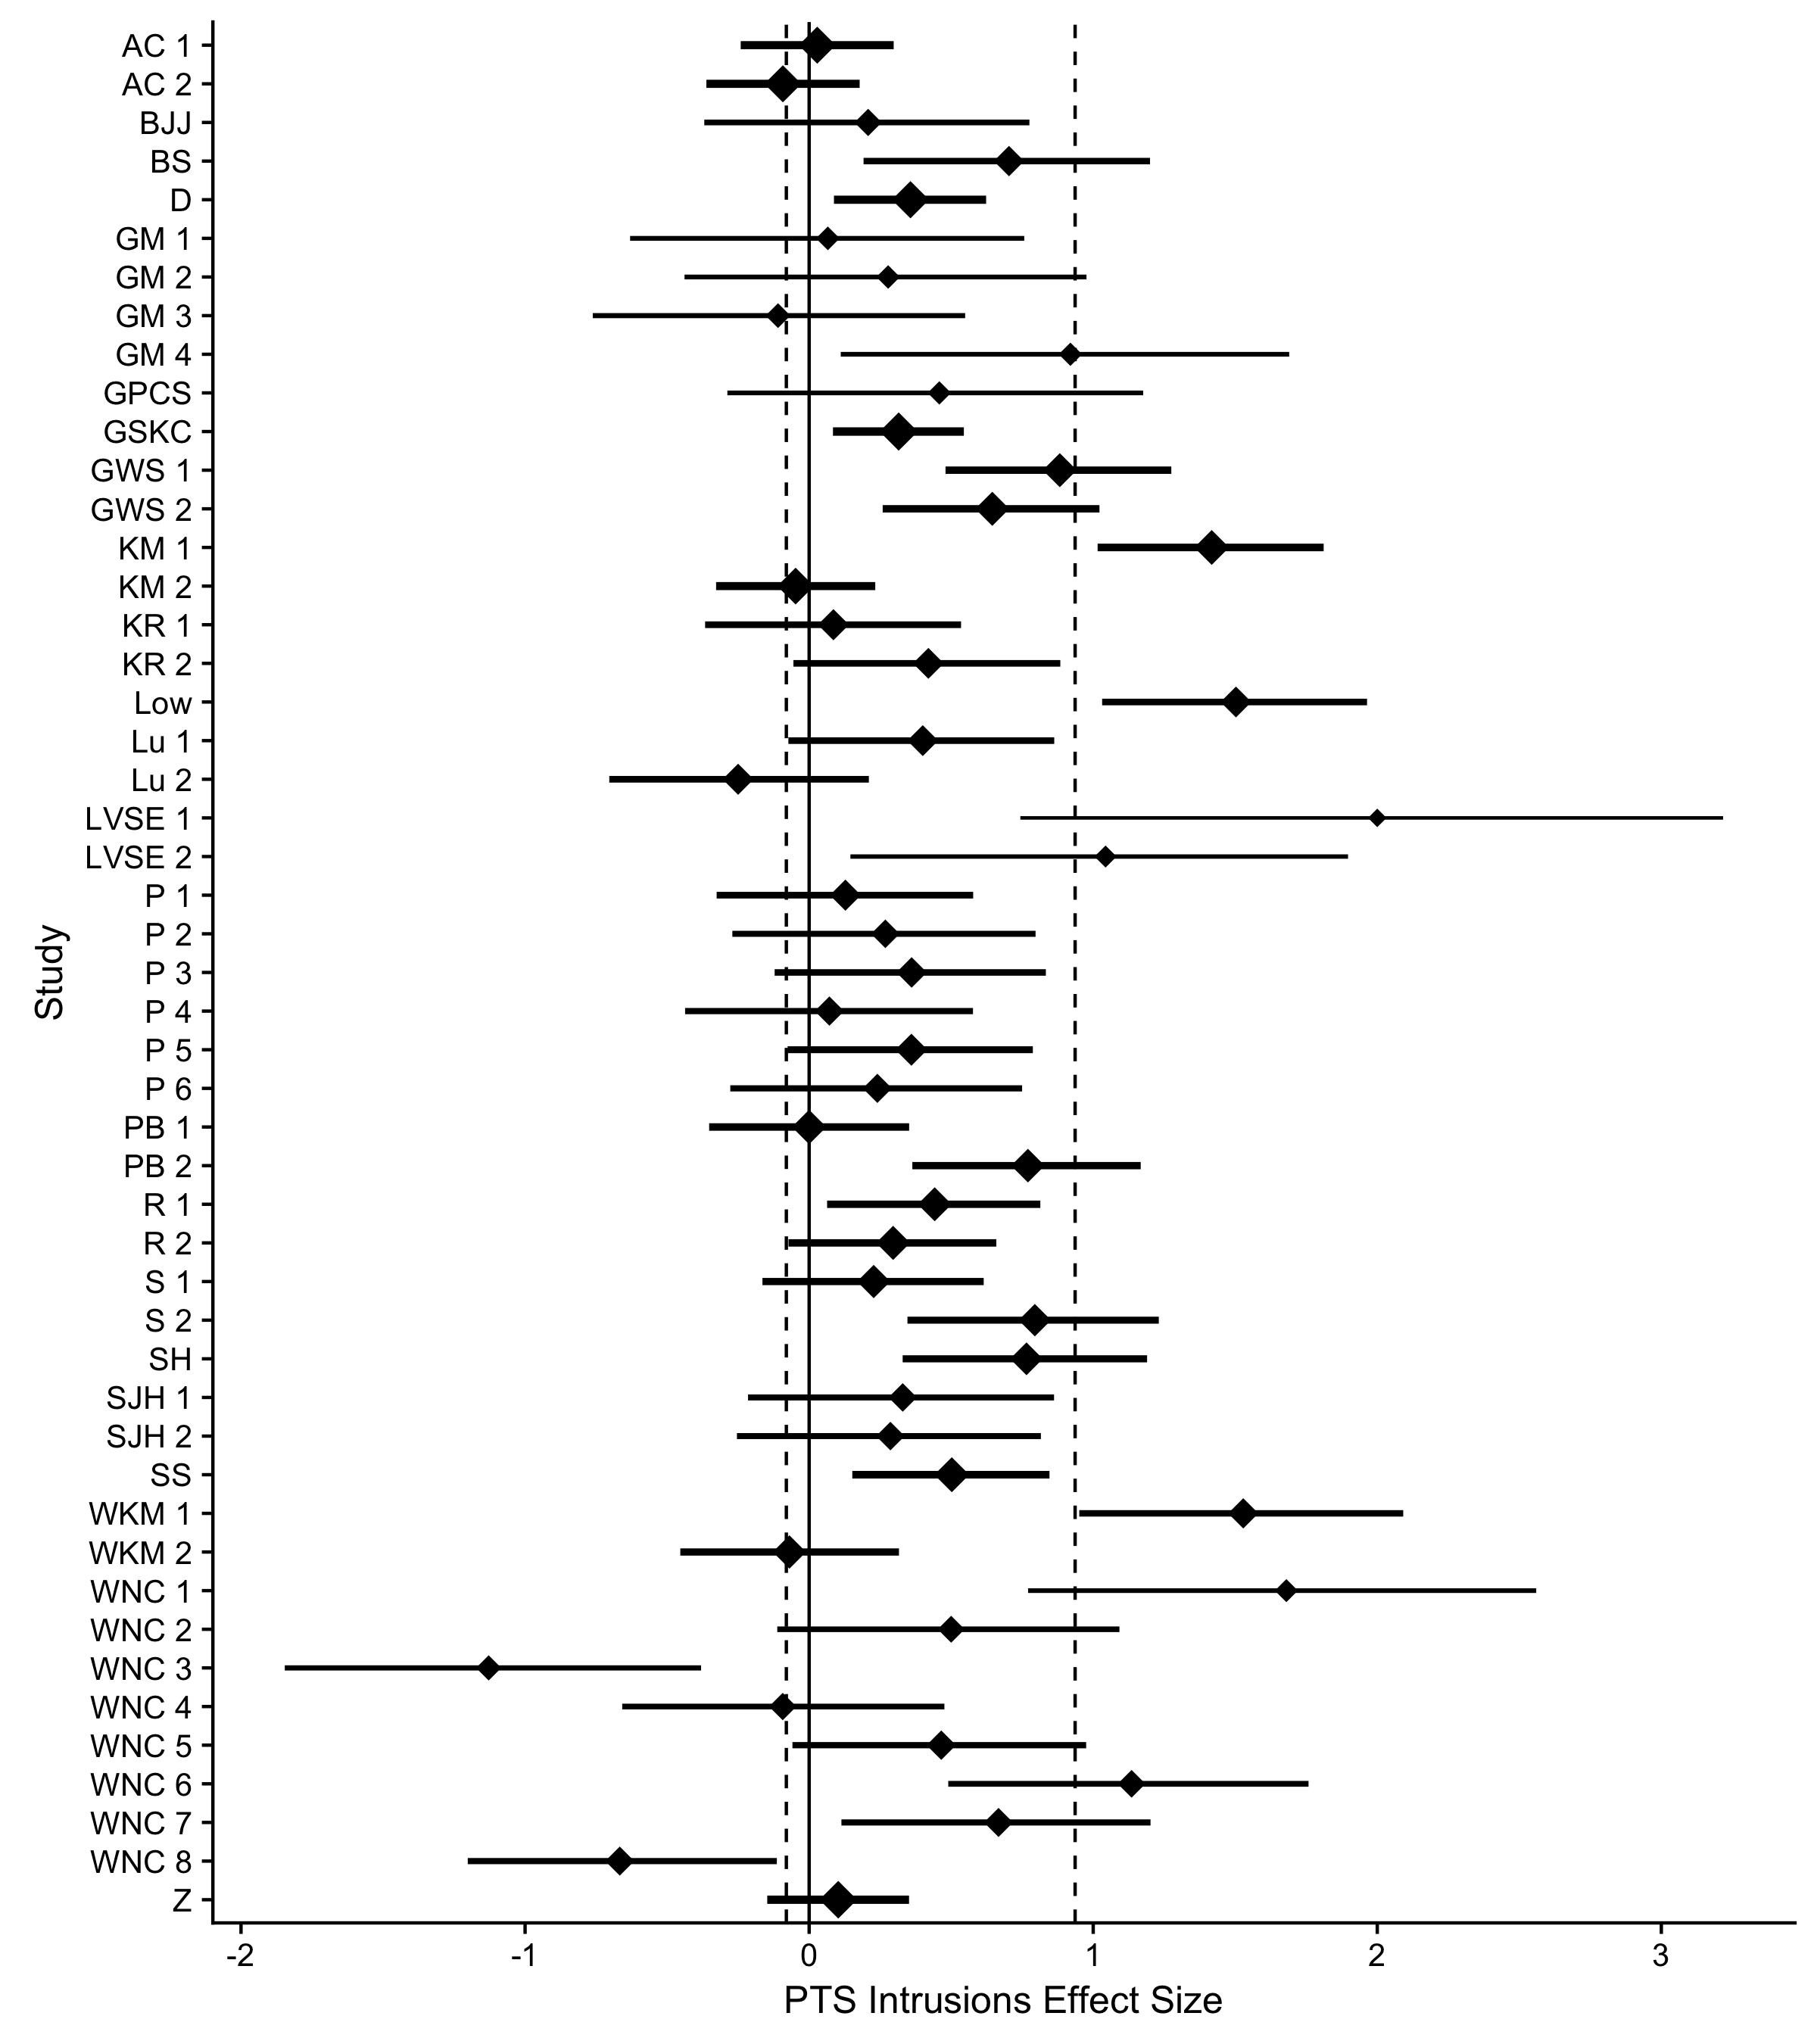 AC 1
AC 2
BJJ
BS
D
GM 1
GM 2
GM 3
GM 4
GPCS
GSKC
GWS 1
GWS 2
KM 1
KM 2
KR 1
KR 2
Low
Lu 1
Lu 2
LVSE 1
LVSE 2
P 1
P 2
P 3
P 4
P 5
P 6
PB 1
PB 2
R 1
R 2
S 1
S 2
SH
SJH 1
SJH 2
SS
WKM 1
WKM 2
WNC 1
WNC 2
WNC 3
WNC 4
WNC 5
WNC 6
WNC 7
WNC 8
Z
Study
-2 -1 0 1 2 3
PTS Intrusions Effect Size